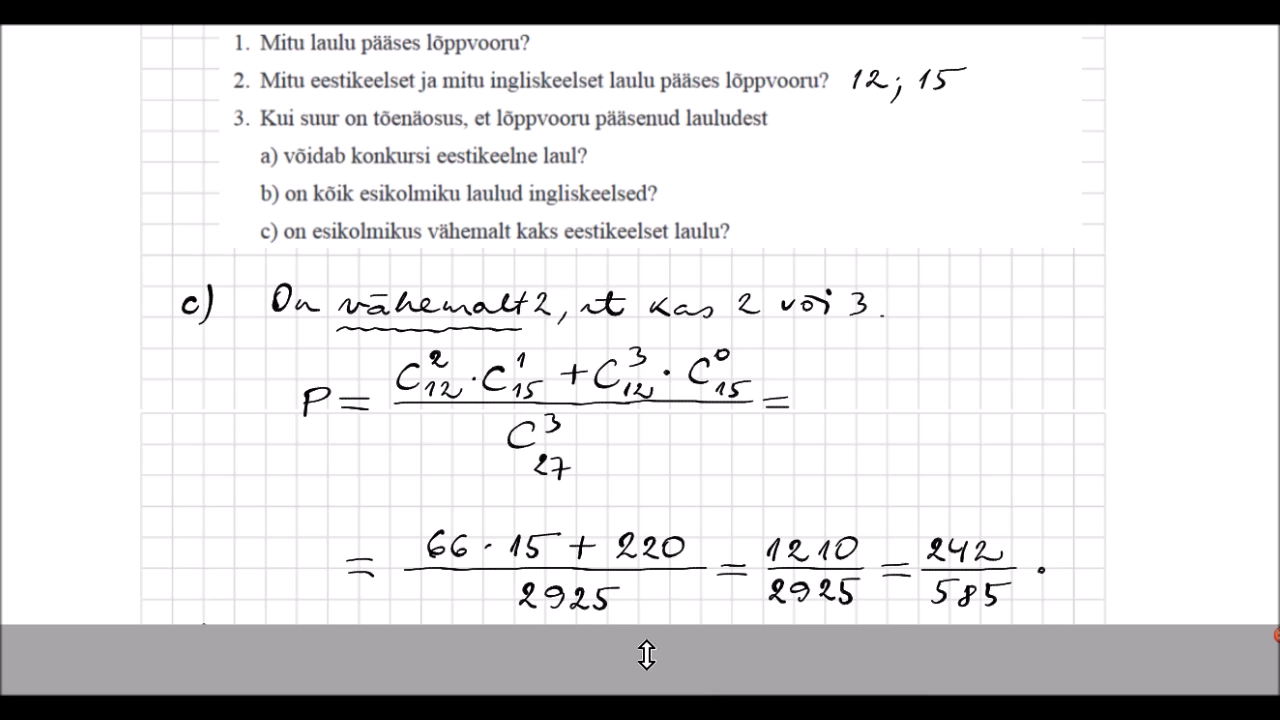 1. Mitu laulu pääses lõppvooru?
2. Mitu eestikeelset ja mitu ingliskeelset laulu pääses lõppvooru? 12; 15
3. Kui suur on tõenäosus, et lõppvooru pääsenud lauludest
a) võidab konkursi eestikeelne laul?
b) on kõik esikolmiku laulud ingliskeelsed?
c) on esikolmikus vähemalt kaks eestikeelset laulu?
c) On vähemalt 2, st kas 2 või 3.
P = (C²₁₂ · C¹₁₅ + C³₁₂ · C⁰₁₅) / C³₂₇ =
= (66 · 15 + 220) / 2925 = 1210 / 2925 = 242 / 585 .